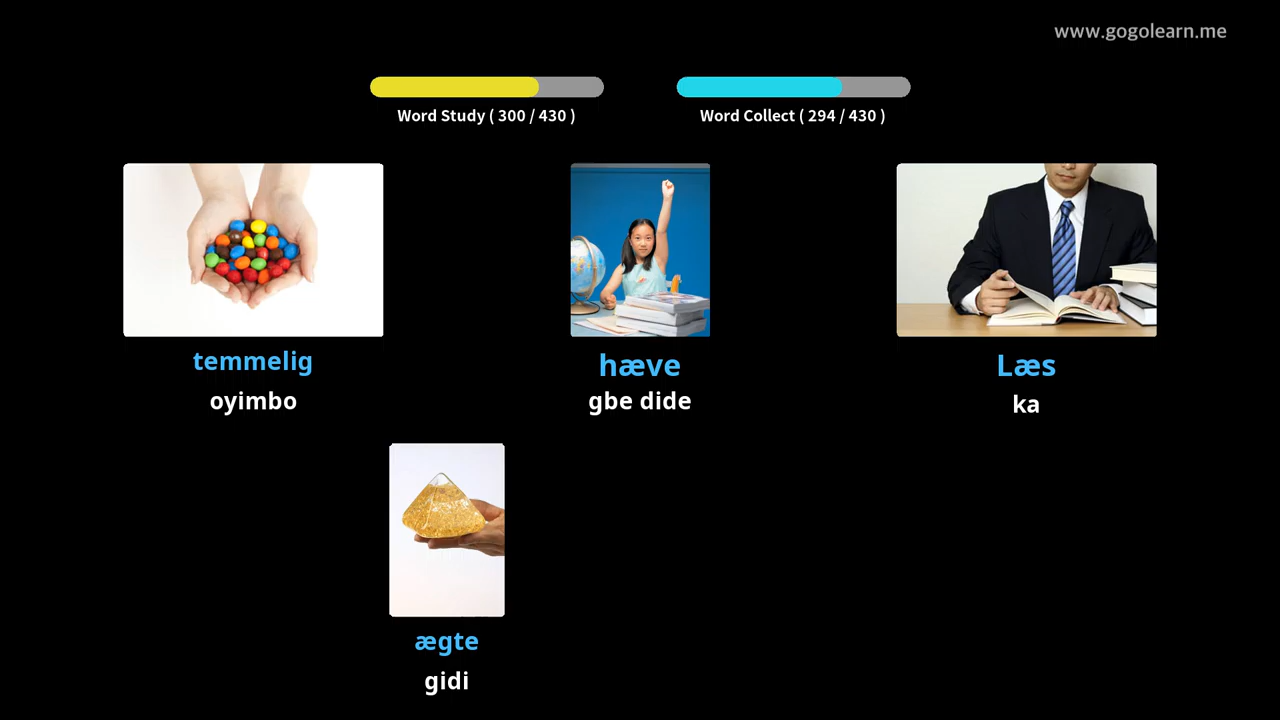 www.gogolearn.me
Word Study ( 300 / 430 )
Word Collect ( 294 / 430 )
temmelig
oyimbo
hæve
gbe dide
Læs
ka
ægte
gidi